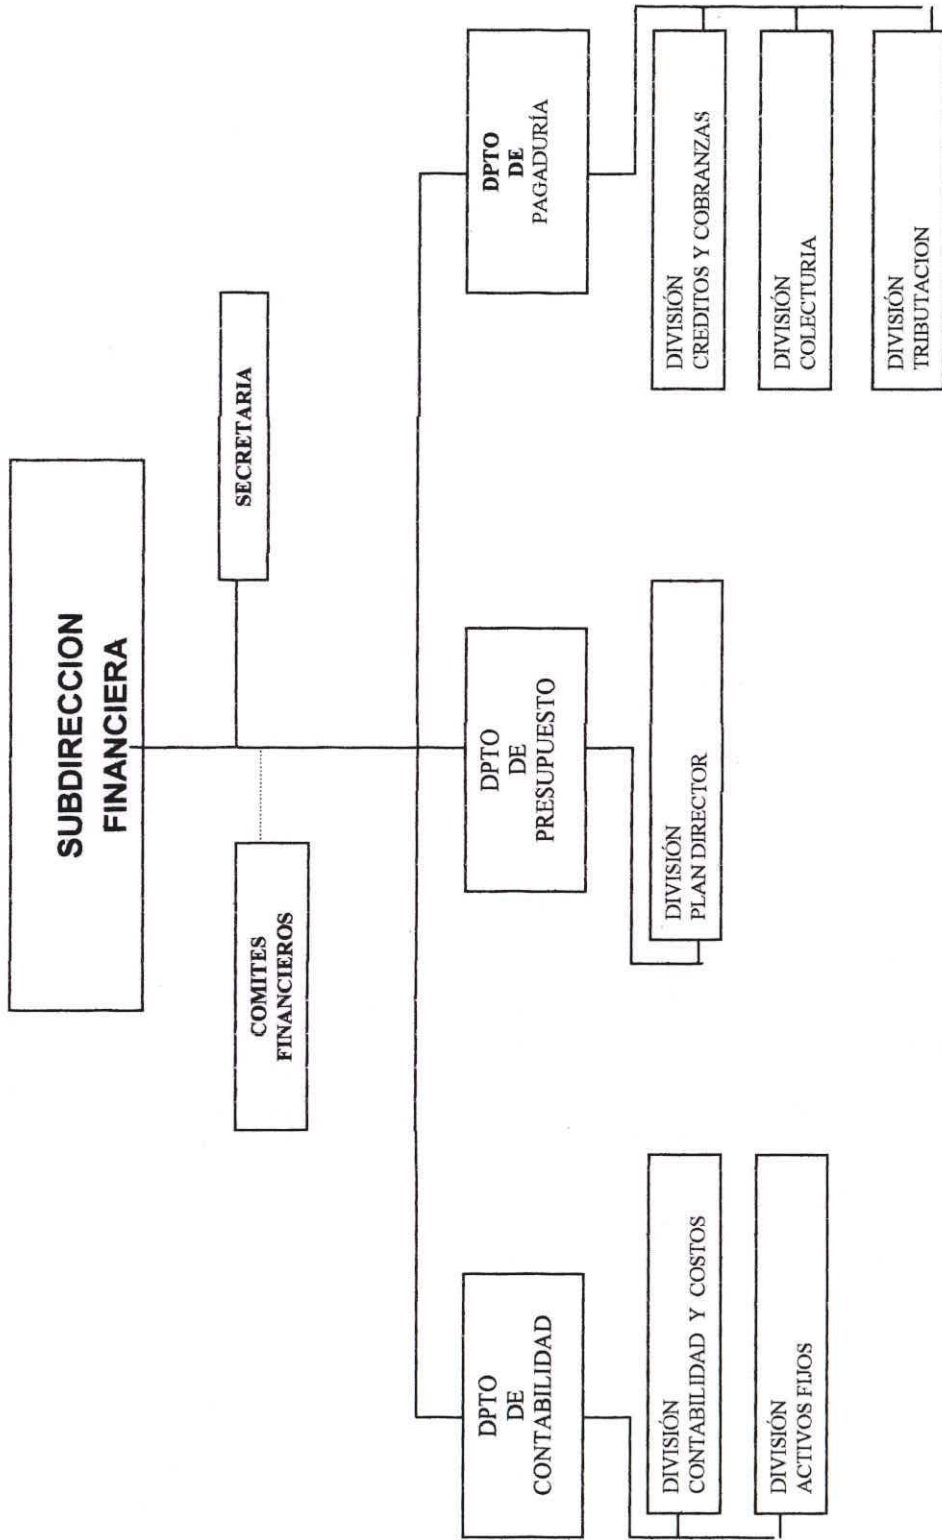 SUBDIRECCION
FINANCIERA
COMITES
FINANCIEROS
SECRETARIA
DPTO
DE
CONTABILIDAD
DIVISIÓN
CONTABILIDAD Y COSTOS
DIVISIÓN
ACTIVOS FIJOS
DPTO
DE
PRESUPUESTO
DIVISIÓN
PLAN DIRECTOR
DPTO
DE
PAGADURÍA
DIVISIÓN
CREDITOS Y COBRANZAS
DIVISIÓN
COLECTURIA
DIVISIÓN
TRIBUTACION